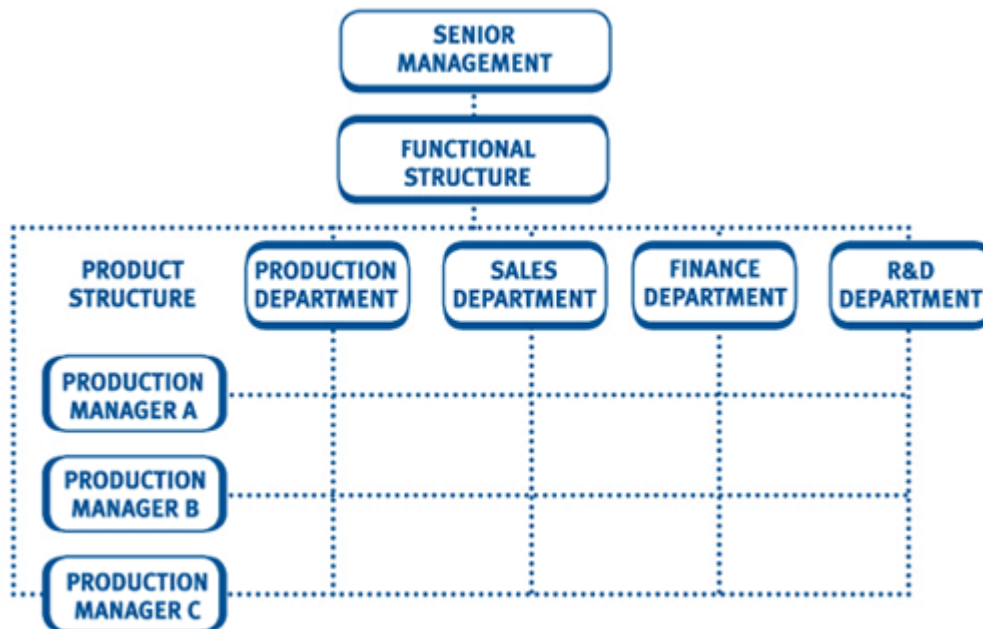 SENIOR
MANAGEMENT
FUNCTIONAL
STRUCTURE
PRODUCT
STRUCTURE
PRODUCTION
DEPARTMENT
SALES
DEPARTMENT
FINANCE
DEPARTMENT
R&D
DEPARTMENT
PRODUCTION
MANAGER A
PRODUCTION
MANAGER B
PRODUCTION
MANAGER C